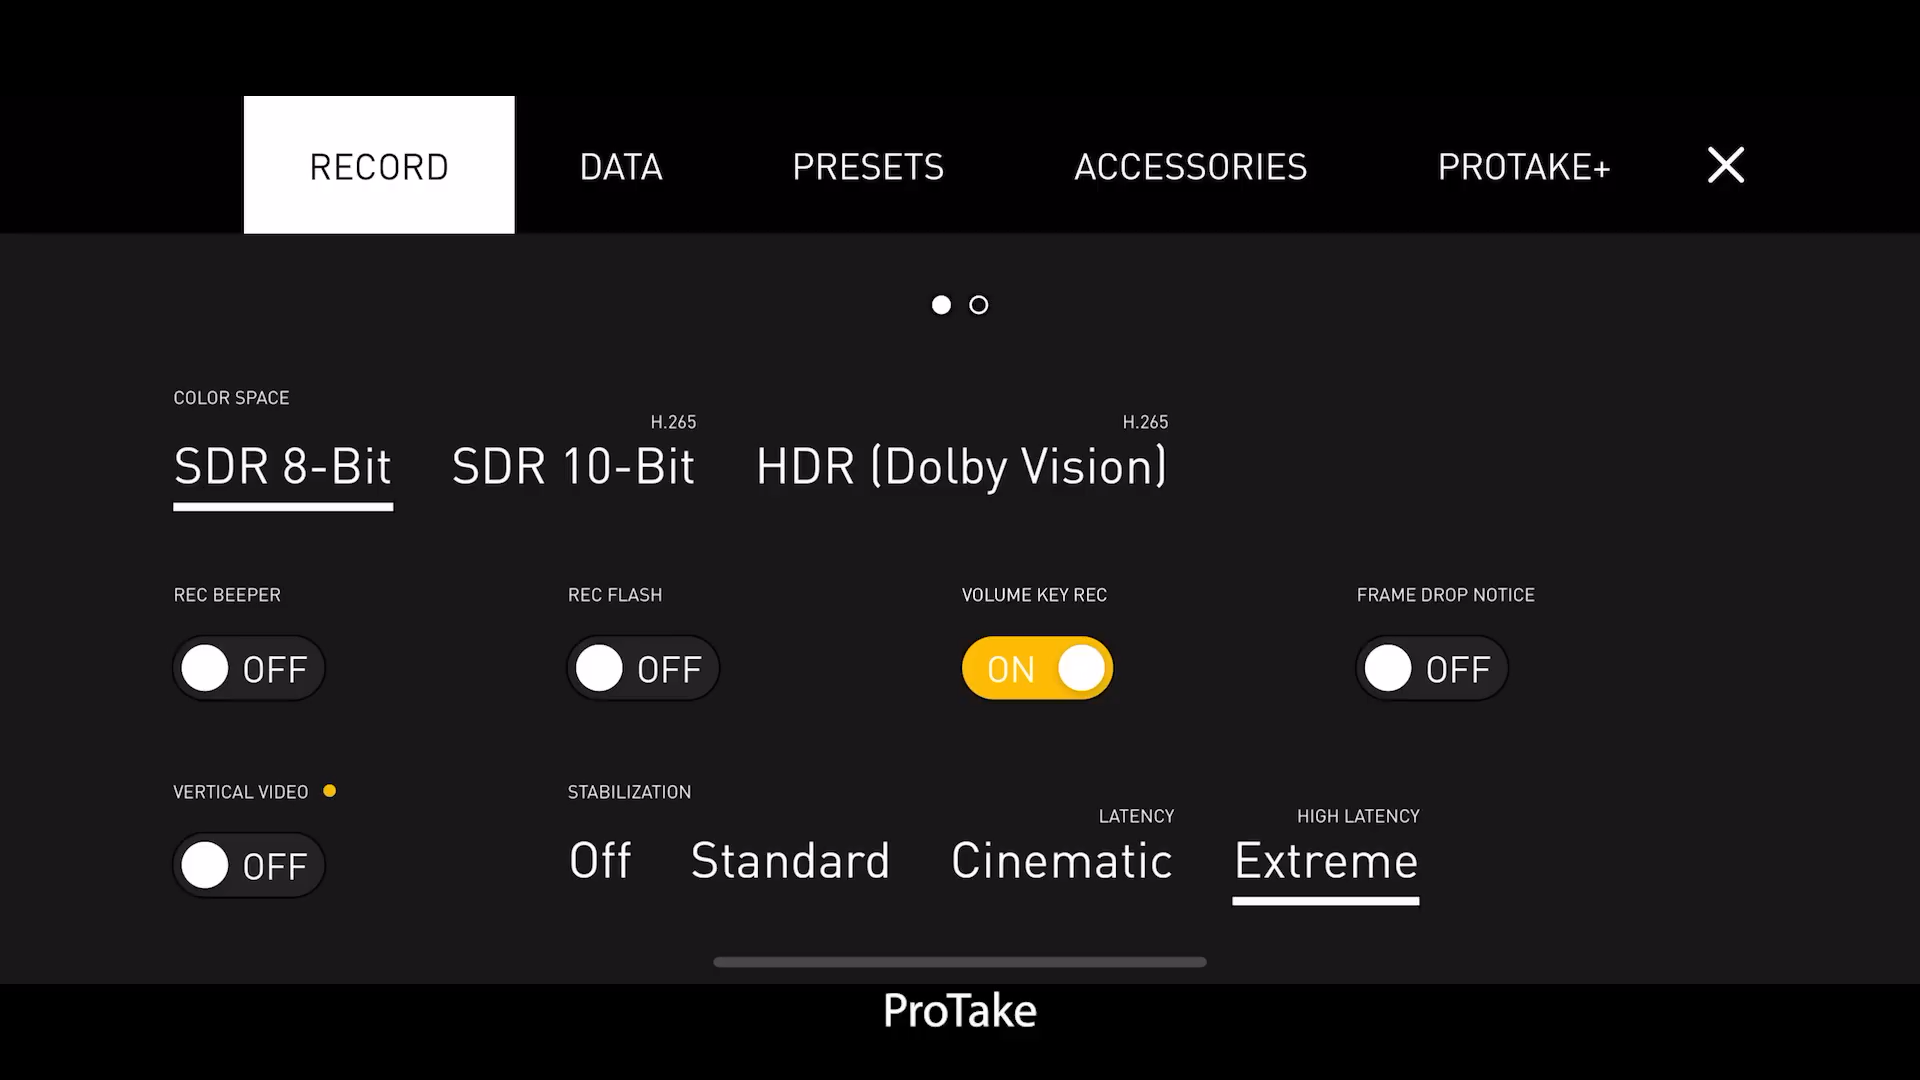 RECORD DATA PRESETS ACCESSORIES PROTAKE+
COLOR SPACE
H.265 H.265
SDR 8-Bit SDR 10-Bit HDR (Dolby Vision)
REC BEEPER REC FLASH VOLUME KEY REC FRAME DROP NOTICE
OFF OFF ON OFF
VERTICAL VIDEO STABILIZATION
LATENCY HIGH LATENCY
OFF Off Standard Cinematic Extreme
ProTake